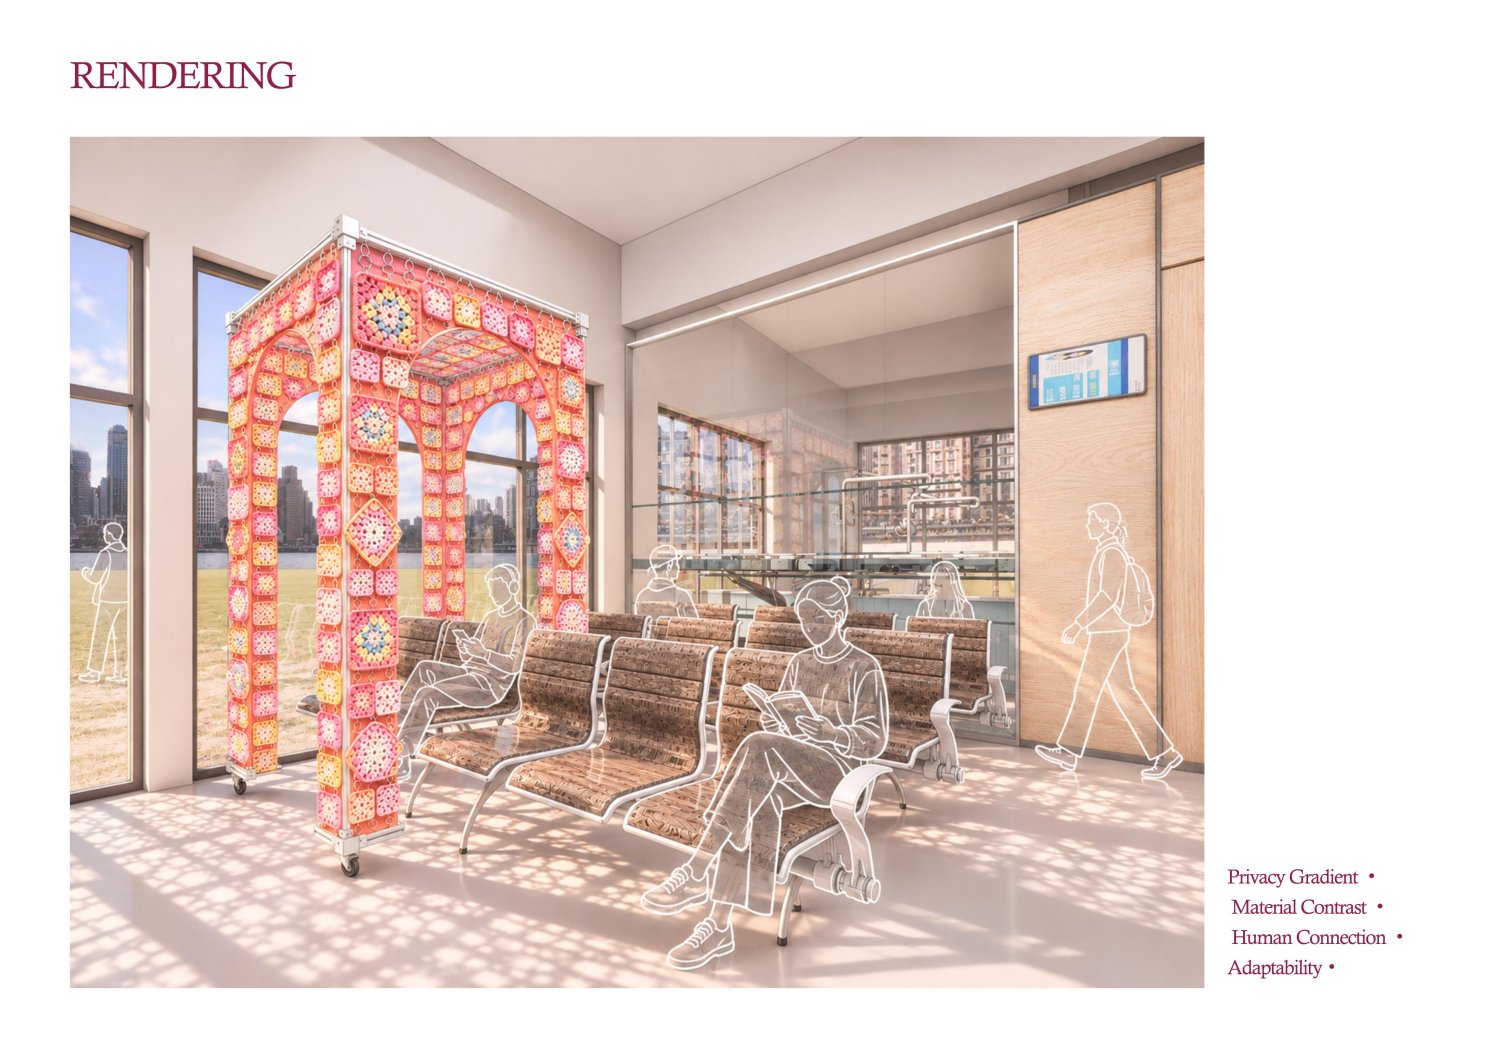 RENDERING
Privacy Gradient •
Material Contrast •
Human Connection •
Adaptability •